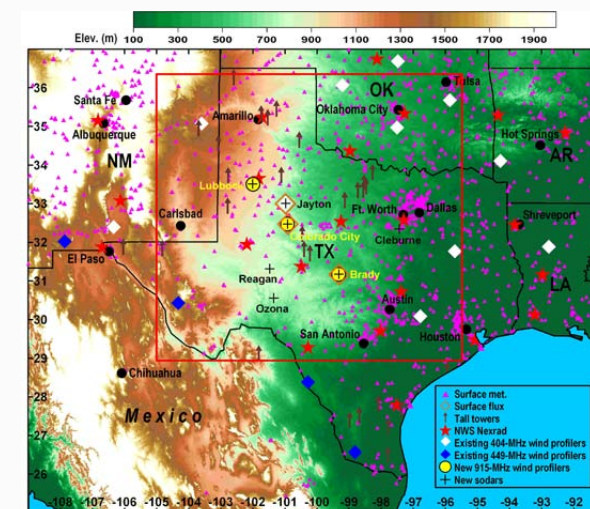 Elev. (m)
100 300 500 700 900 1100 1300 1500 1700 1900
-36
-35
-34
-33
-32
-31
-30
-29
-28
-27
-26
Tulsa
OK
Santa Fe
Amarillo
Oklahoma City
Albuquerque
Hot Springs
NM
AR
Lubbock
Jayton
Carlsbad
Ft. Worth
Dallas
Shreveport
Colorado City
Cleburne
El Paso
TX
Reagan
Brady
LA
Ozona
Austin
San Antonio
Houston
Chihuahua
Mexico
Surface met.
Surface flux
Tall towers
NWS Nexrad
Existing 404-MHz wind profilers
Existing 449-MHz wind profilers
New 915-MHz wind profilers
New sodars
-108 -106 -104 -102 -101 -100 -99 -98 -97 -96 -95 -94 -93 -92